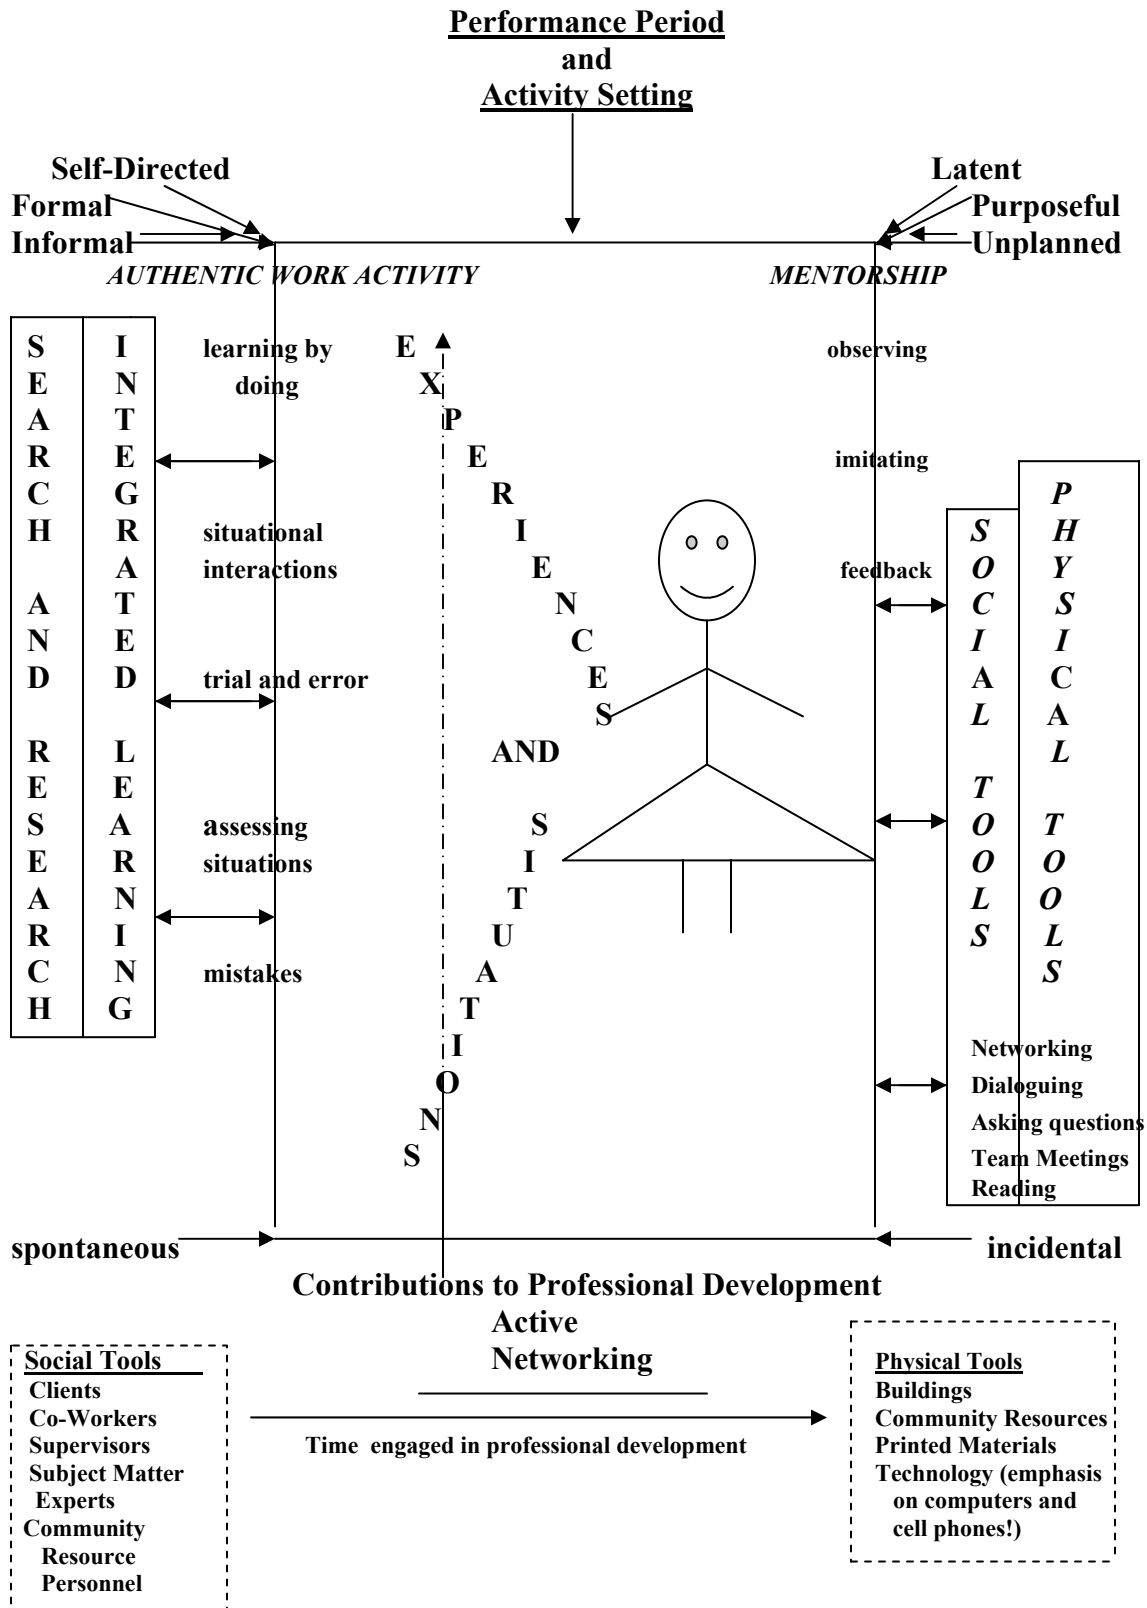 Performance Period
and
Activity Setting
Self-Directed
Formal
Informal
Latent
Purposeful
Unplanned
AUTHENTIC WORK ACTIVITY
MENTORSHIP
SEARCH AND RESEARCH
INTEGRATED LEARNING
learning by
doing
situational
interactions
trial and error
assessing
situations
mistakes
EXPERIENCES
AND
SITUATIONS
observing
imitating
feedback
SOCIAL TOOLS
PHYSICAL TOOLS
Networking
Dialoguing
Asking questions
Team Meetings
Reading
spontaneous
incidental
Contributions to Professional Development
Active
Networking
Time engaged in professional development
Social Tools
Clients
Co-Workers
Supervisors
Subject Matter
Experts
Community
Resource
Personnel
Physical Tools
Buildings
Community Resources
Printed Materials
Technology (emphasis
on computers and
cell phones!)